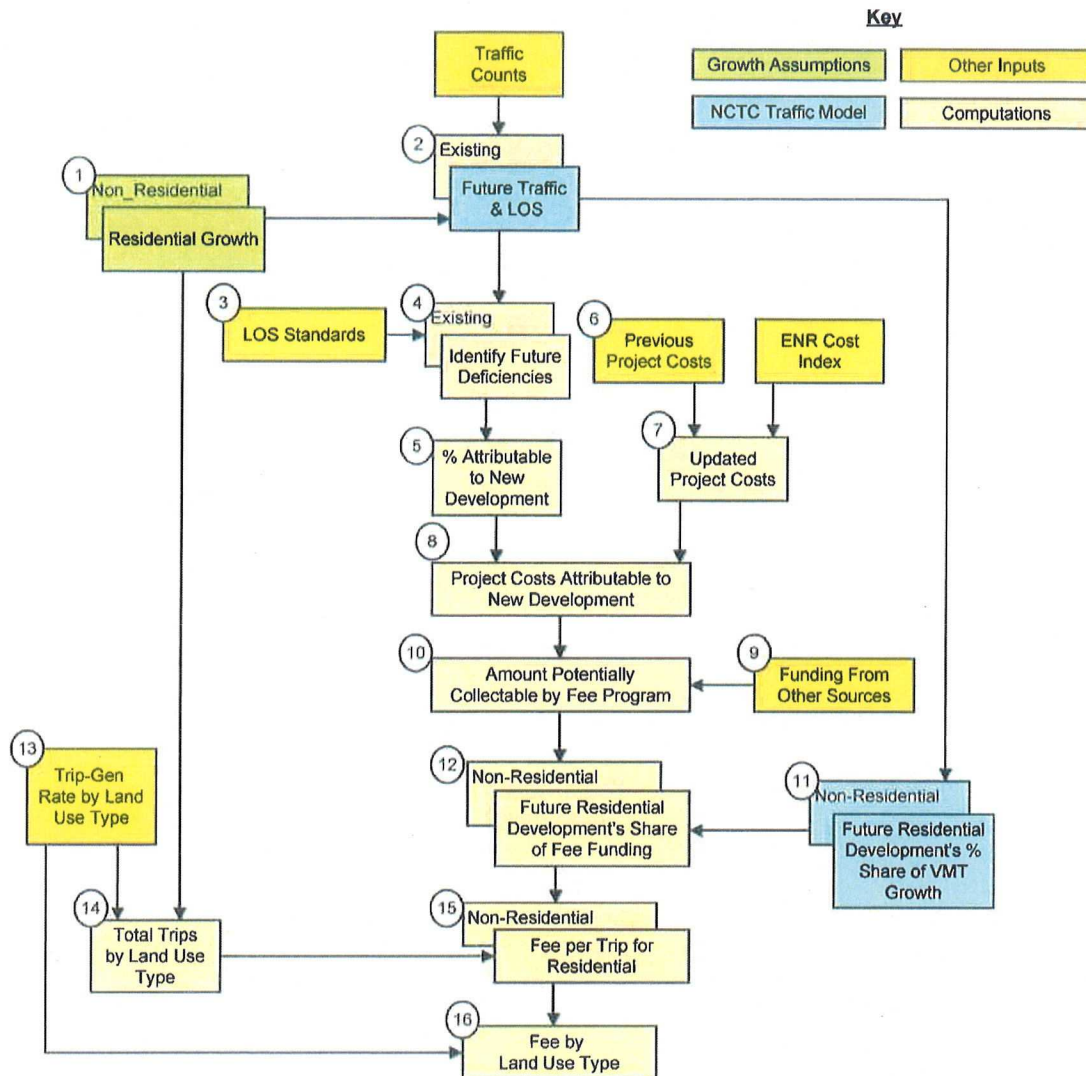 Key
Growth Assumptions
Other Inputs
NCTC Traffic Model
Computations
Traffic
Counts
2
Existing
Future Traffic
& LOS
1
Non_Residential
Residential Growth
3
LOS Standards
4
Existing
Identify Future
Deficiencies
6
Previous
Project Costs
ENR Cost
Index
5
% Attributable
to New
Development
7
Updated
Project Costs
8
Project Costs Attributable to
New Development
10
Amount Potentially
Collectable by Fee Program
9
Funding From
Other Sources
13
Trip-Gen
Rate by Land
Use Type
12
Non-Residential
Future Residential
Development's Share
of Fee Funding
11
Non-Residential
Future Residential
Development's %
Share of VMT
Growth
14
Total Trips
by Land Use
Type
15
Non-Residential
Fee per Trip for
Residential
16
Fee by
Land Use Type